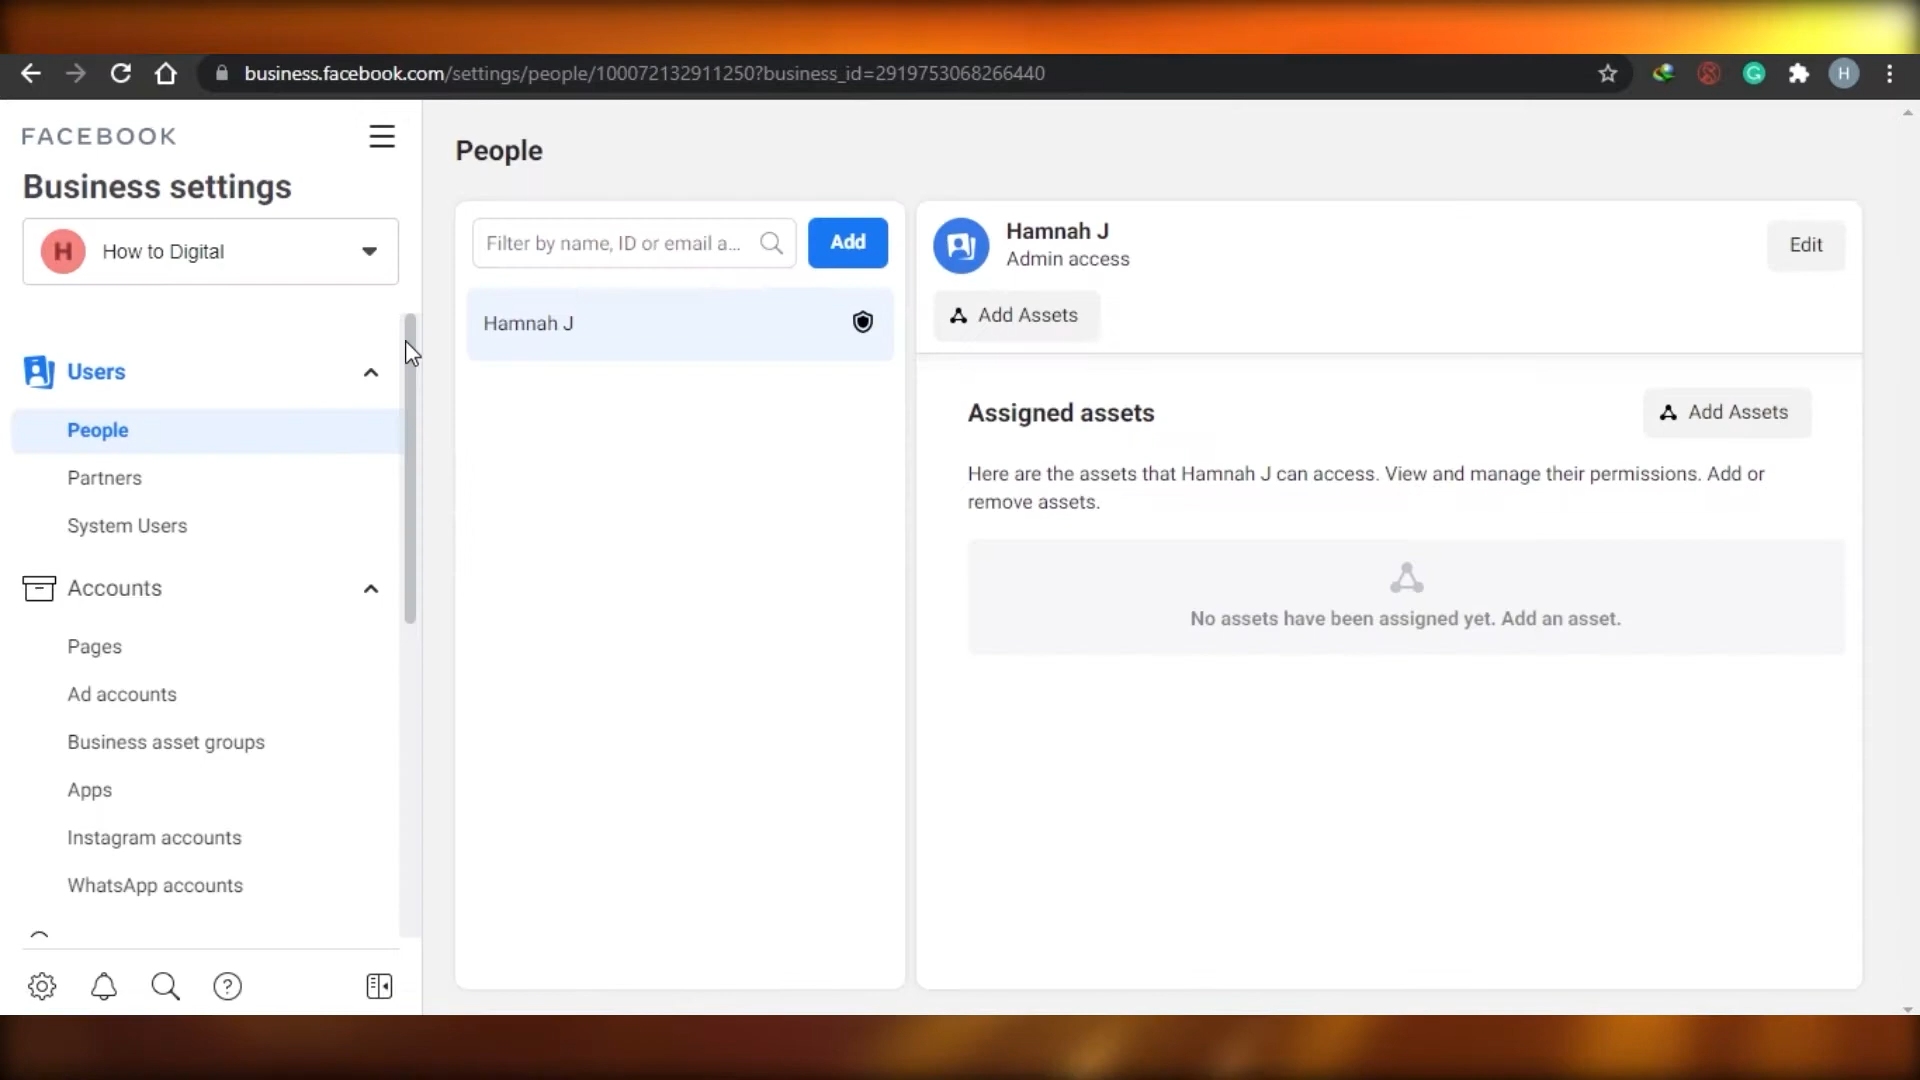 business.facebook.com/settings/people/100072132911250?business_id=2919753068266440
H
FACEBOOK
Business settings
H
How to Digital
Users
People
Partners
System Users
Accounts
Pages
Ad accounts
Business asset groups
Apps
Instagram accounts
WhatsApp accounts
People
Filter by name, ID or email a...
Add
Hamnah J
Hamnah J
Admin access
Edit
Add Assets
Assigned assets
Add Assets
Here are the assets that Hamnah J can access. View and manage their permissions. Add or
remove assets.
No assets have been assigned yet. Add an asset.